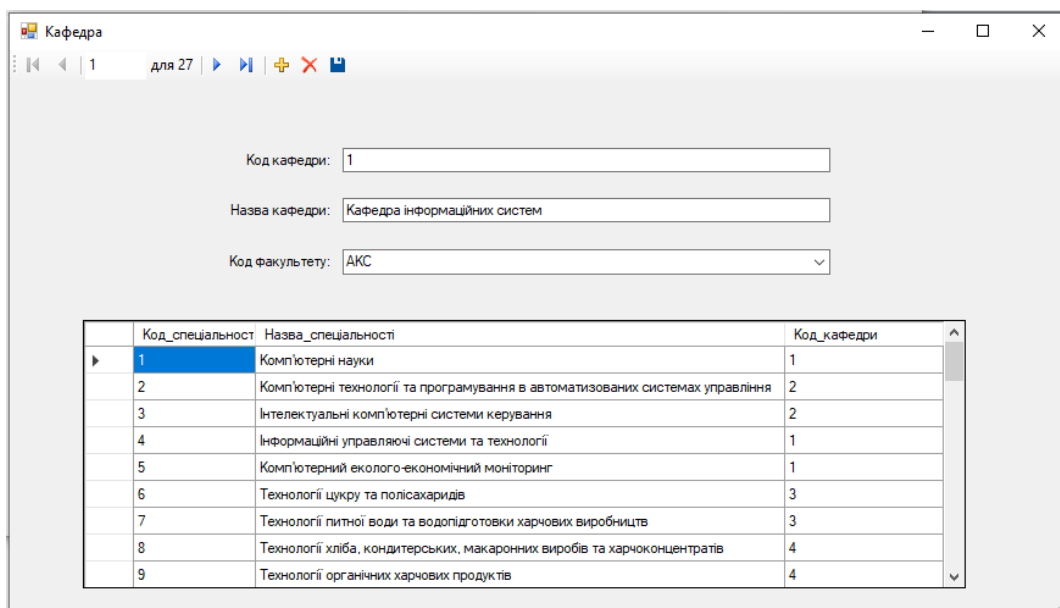 Кафедра
1 для 27
Код кафедри: 1
Назва кафедри: Кафедра інформаційних систем
Код факультету: АКС
Код_спеціальност Назва_спеціальності Код_кафедри
1 Комп'ютерні науки 1
2 Комп'ютерні технології та програмування в автоматизованих системах управління 2
3 Інтелектуальні комп'ютерні системи керування 2
4 Інформаційні управляючі системи та технології 1
5 Комп'ютерний еколого-економічний моніторинг 1
6 Технології цукру та полісахаридів 3
7 Технології питної води та водопідготовки харчових виробництв 3
8 Технології хліба, кондитерських, макаронних виробів та харчоконцентратів 4
9 Технології органічних харчових продуктів 4